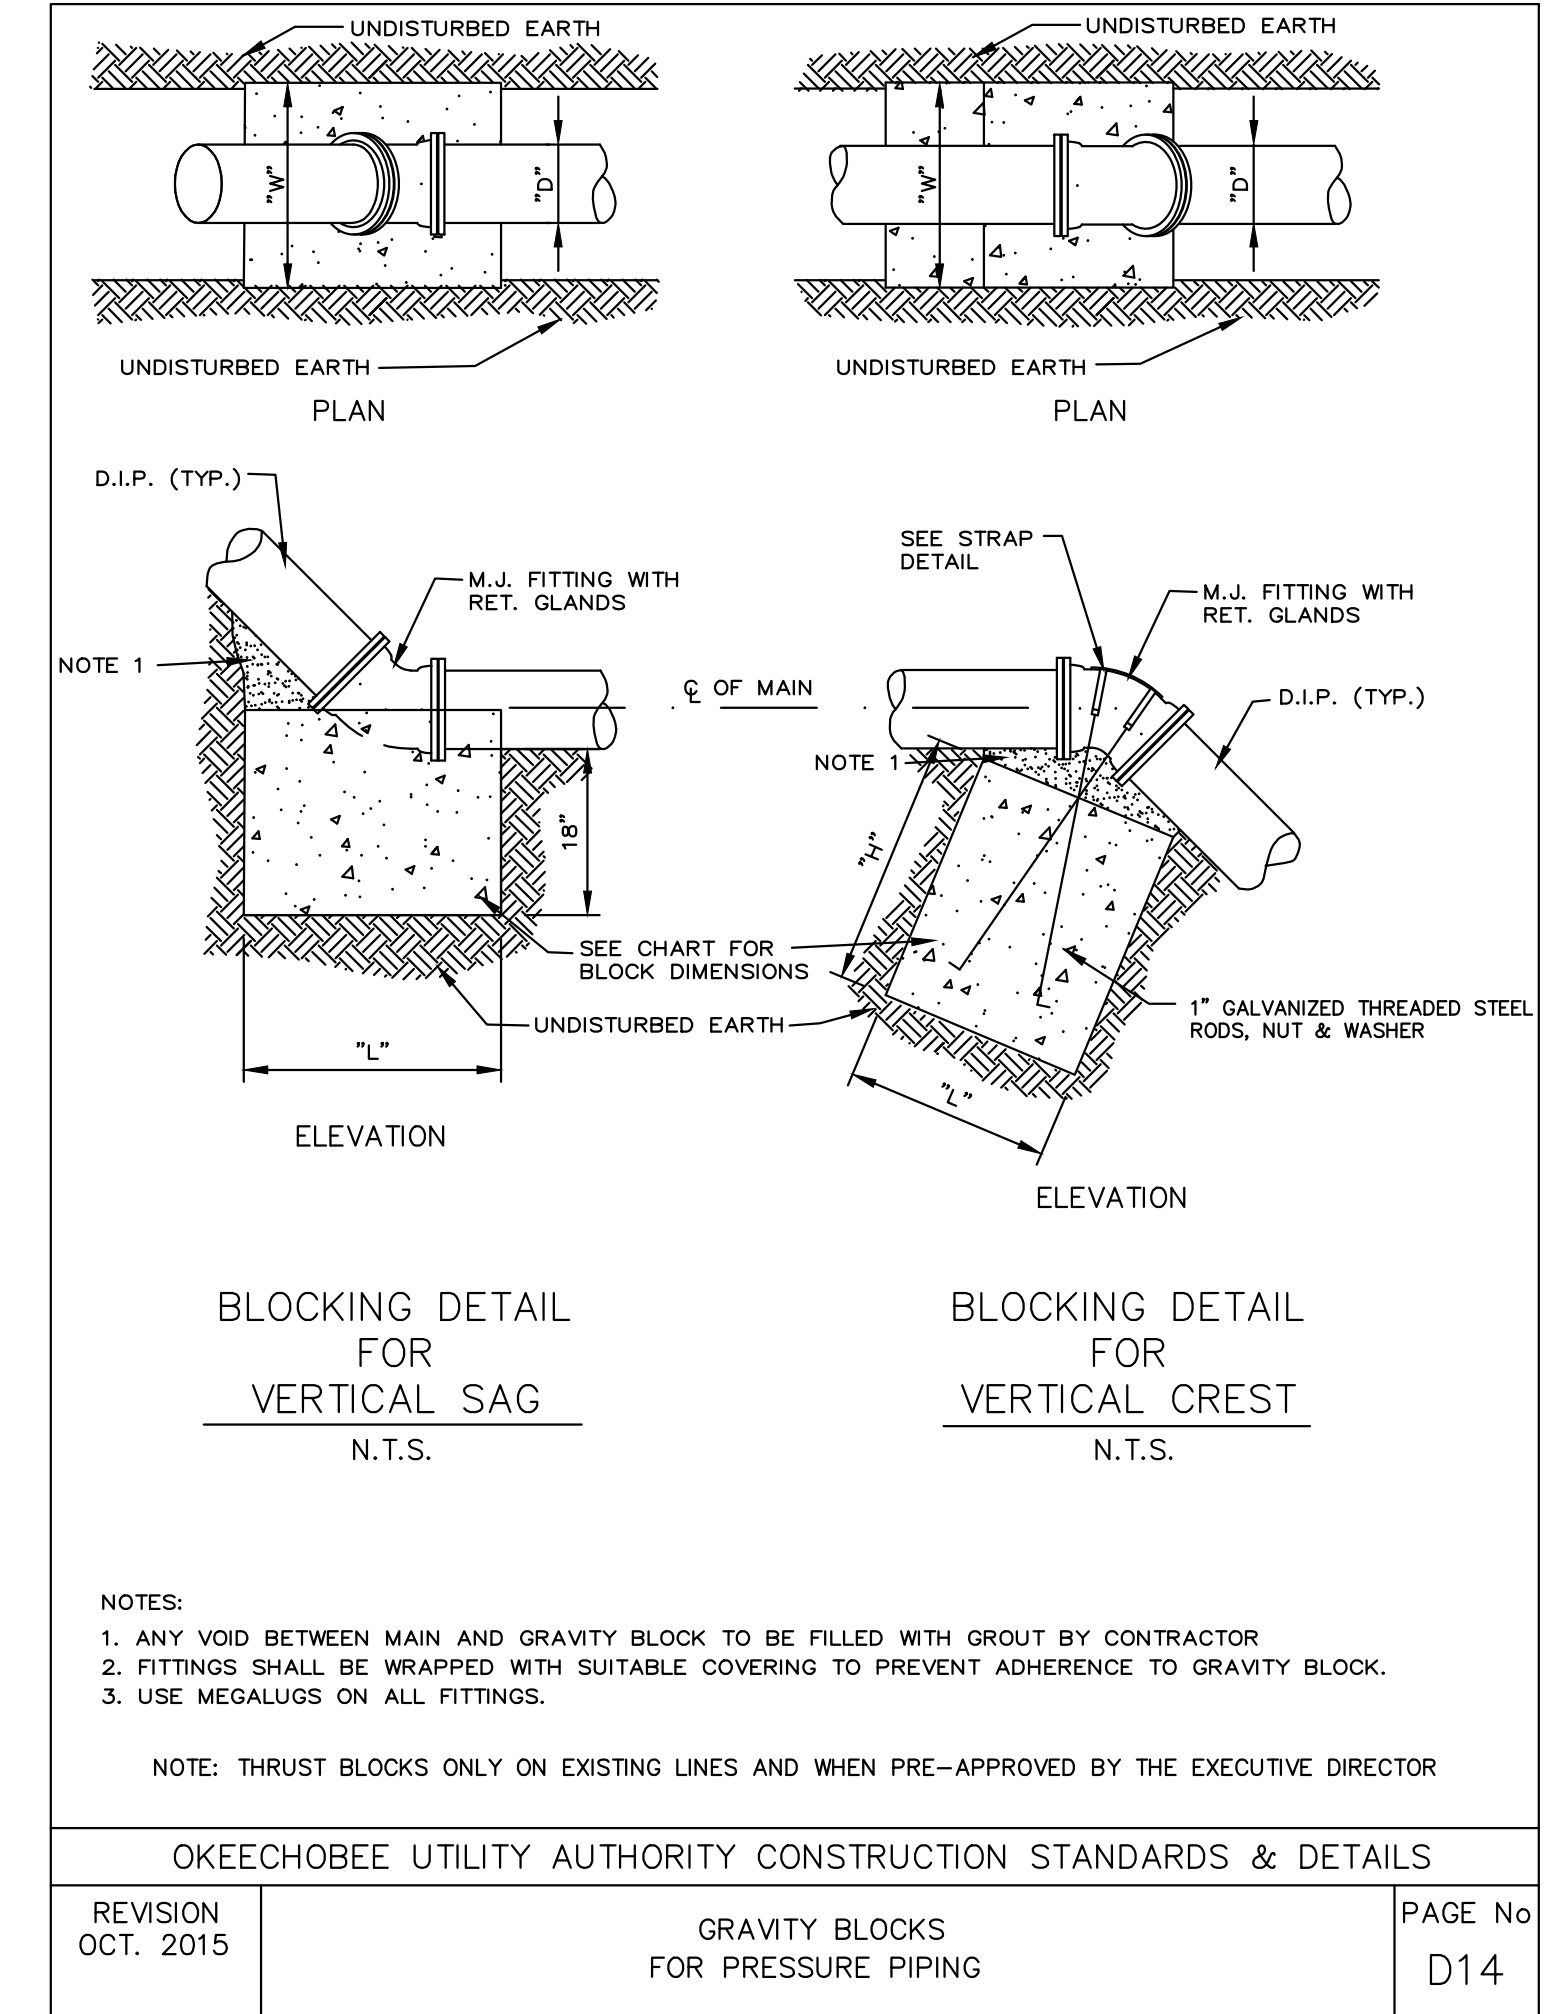 UNDISTURBED EARTH
UNDISTURBED EARTH
"W"
"D"
"W"
"D"
UNDISTURBED EARTH
UNDISTURBED EARTH
PLAN
PLAN
D.I.P. (TYP.)
M.J. FITTING WITH
RET. GLANDS
NOTE 1
18"
"L"
ELEVATION
℄ OF MAIN
SEE STRAP
DETAIL
M.J. FITTING WITH
RET. GLANDS
D.I.P. (TYP.)
NOTE 1
"H"
SEE CHART FOR
BLOCK DIMENSIONS
UNDISTURBED EARTH
1" GALVANIZED THREADED STEEL
RODS, NUT & WASHER
"L"
ELEVATION
BLOCKING DETAIL
FOR
VERTICAL SAG
N.T.S.
BLOCKING DETAIL
FOR
VERTICAL CREST
N.T.S.
NOTES:
1. ANY VOID BETWEEN MAIN AND GRAVITY BLOCK TO BE FILLED WITH GROUT BY CONTRACTOR
2. FITTINGS SHALL BE WRAPPED WITH SUITABLE COVERING TO PREVENT ADHERENCE TO GRAVITY BLOCK.
3. USE MEGALUGS ON ALL FITTINGS.
NOTE: THRUST BLOCKS ONLY ON EXISTING LINES AND WHEN PRE-APPROVED BY THE EXECUTIVE DIRECTOR
OKEECHOBEE UTILITY AUTHORITY CONSTRUCTION STANDARDS & DETAILS
REVISION
OCT. 2015
GRAVITY BLOCKS
FOR PRESSURE PIPING
PAGE No
D14